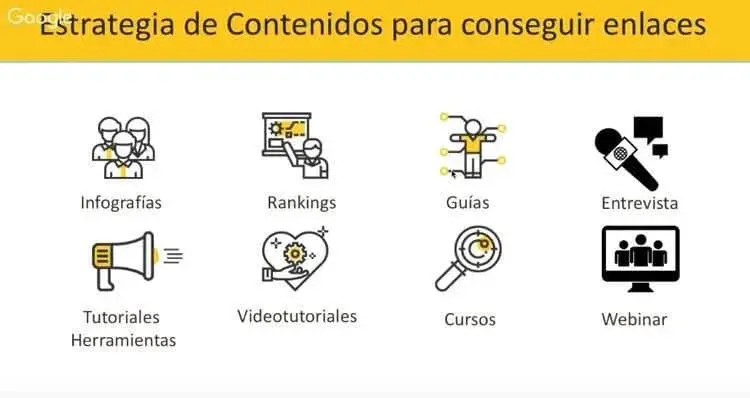 Google
Estrategia de Contenidos para conseguir enlaces
Infografías
Rankings
Guías
Entrevista
Tutoriales
Herramientas
Videotutoriales
Cursos
Webinar